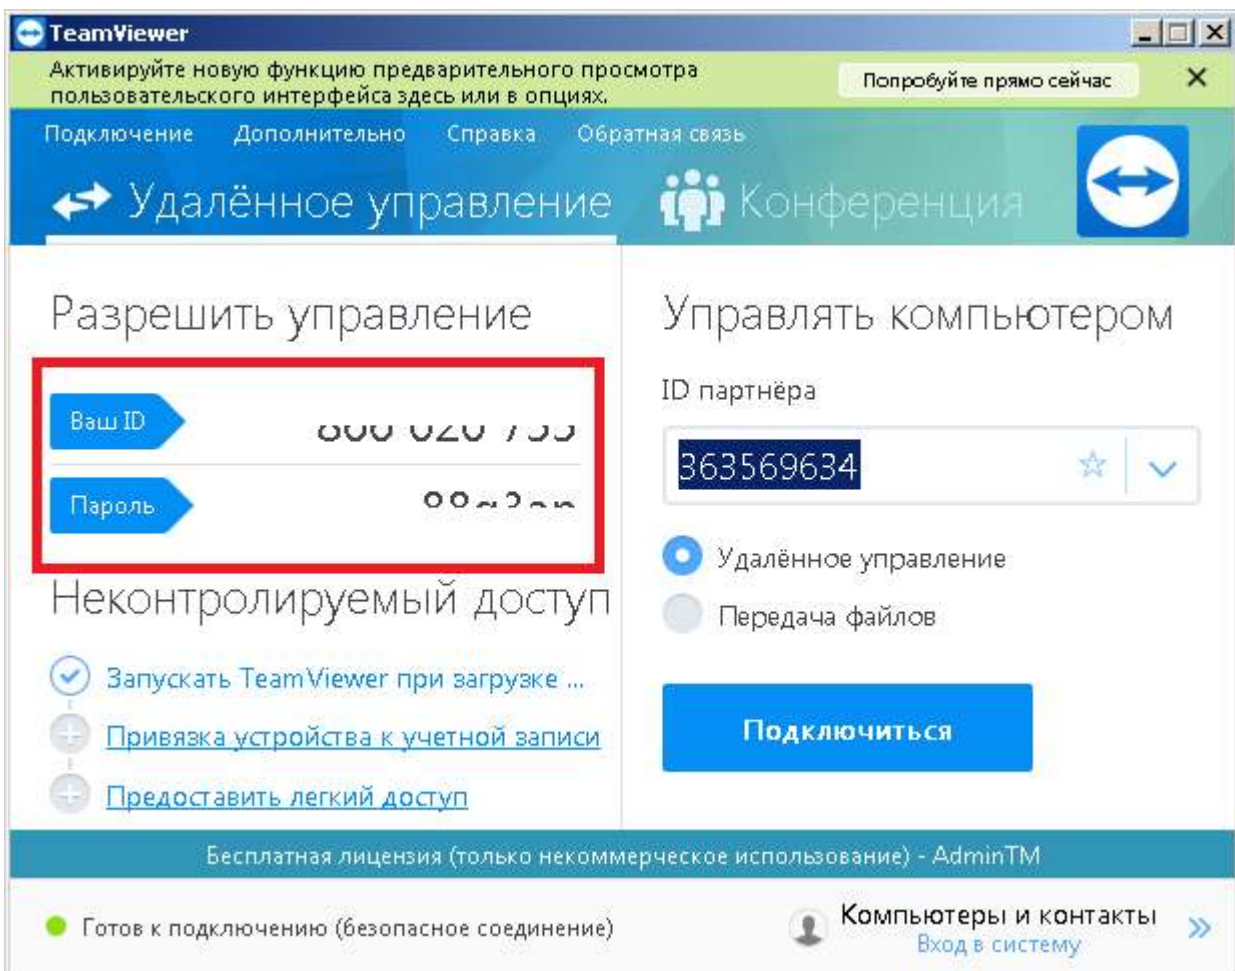 TeamViewer
Активируйте новую функцию предварительного просмотра
пользовательского интерфейса здесь или в опциях.
Попробуйте прямо сейчас
Подключение Дополнительно Справка Обратная связь
Удалённое управление
Конференция
Разрешить управление
Ваш ID
Пароль
Неконтролируемый доступ
Запускать TeamViewer при загрузке ...
Привязка устройства к учетной записи
Предоставить легкий доступ
Управлять компьютером
ID партнёра
363569634
Удалённое управление
Передача файлов
Подключиться
Бесплатная лицензия (только некоммерческое использование) - AdminTM
Готов к подключению (безопасное соединение)
Компьютеры и контакты
Вход в систему